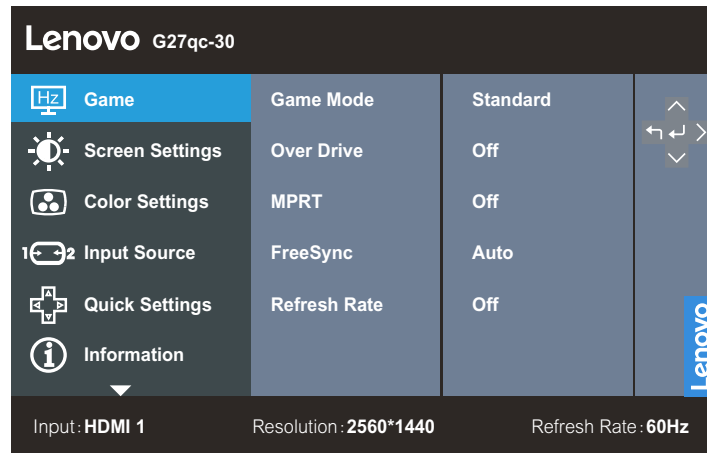 Lenovo G27qc-30
Hz Game Game Mode Standard
Screen Settings Over Drive Off
Color Settings MPRT Off
1 2 Input Source FreeSync Auto
Quick Settings Refresh Rate Off
i Information
Lenovo
Input: HDMI 1 Resolution: 2560*1440 Refresh Rate: 60Hz